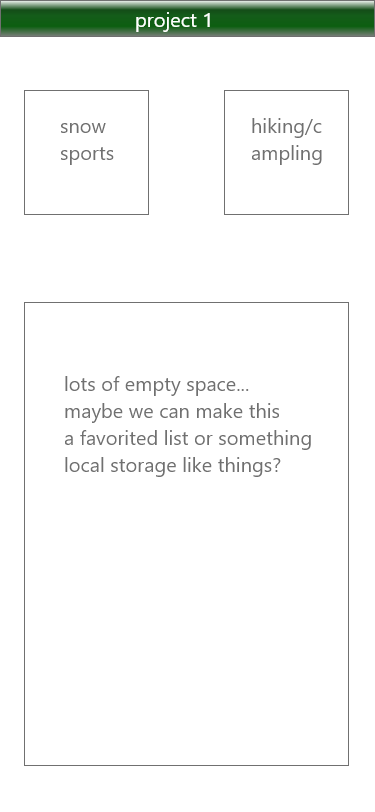 project 1
snow
sports
hiking/c
ampling
lots of empty space...
maybe we can make this
a favorited list or something
local storage like things?